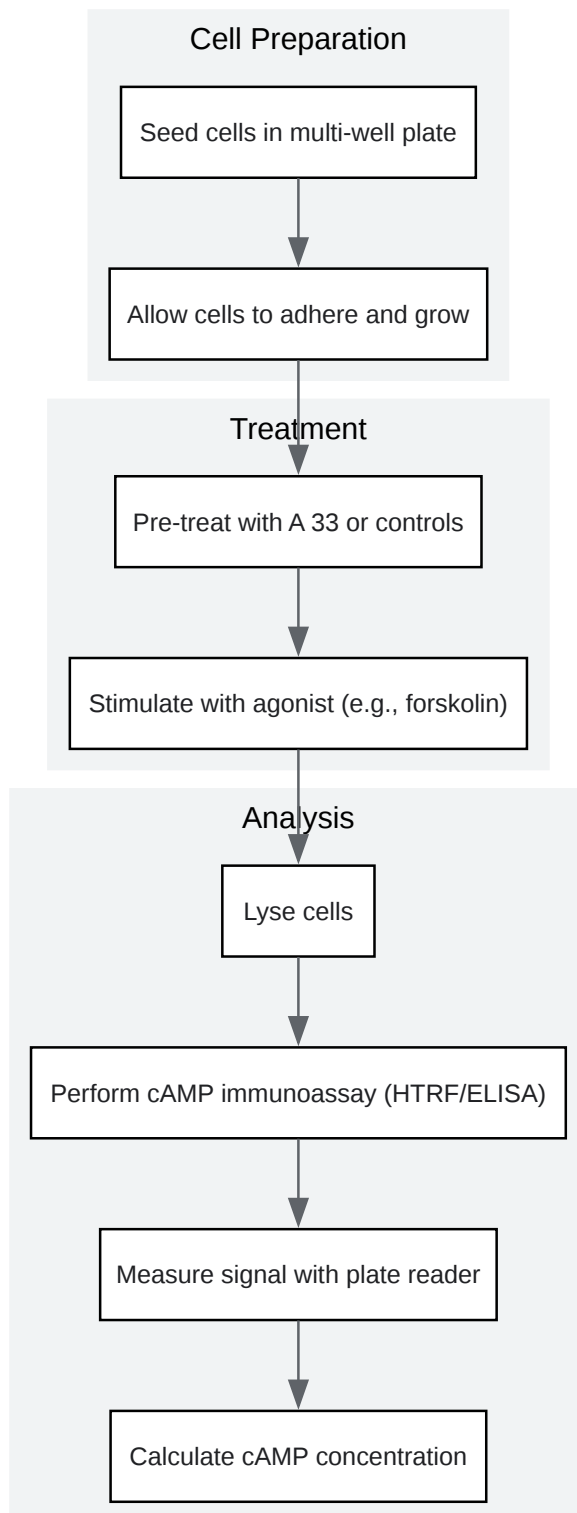 Cell Preparation
Seed cells in multi-well plate
Allow cells to adhere and grow
Treatment
Pre-treat with A 33 or controls
Stimulate with agonist (e.g., forskolin)
Analysis
Lyse cells
Perform cAMP immunoassay (HTRF/ELISA)
Measure signal with plate reader
Calculate cAMP concentration